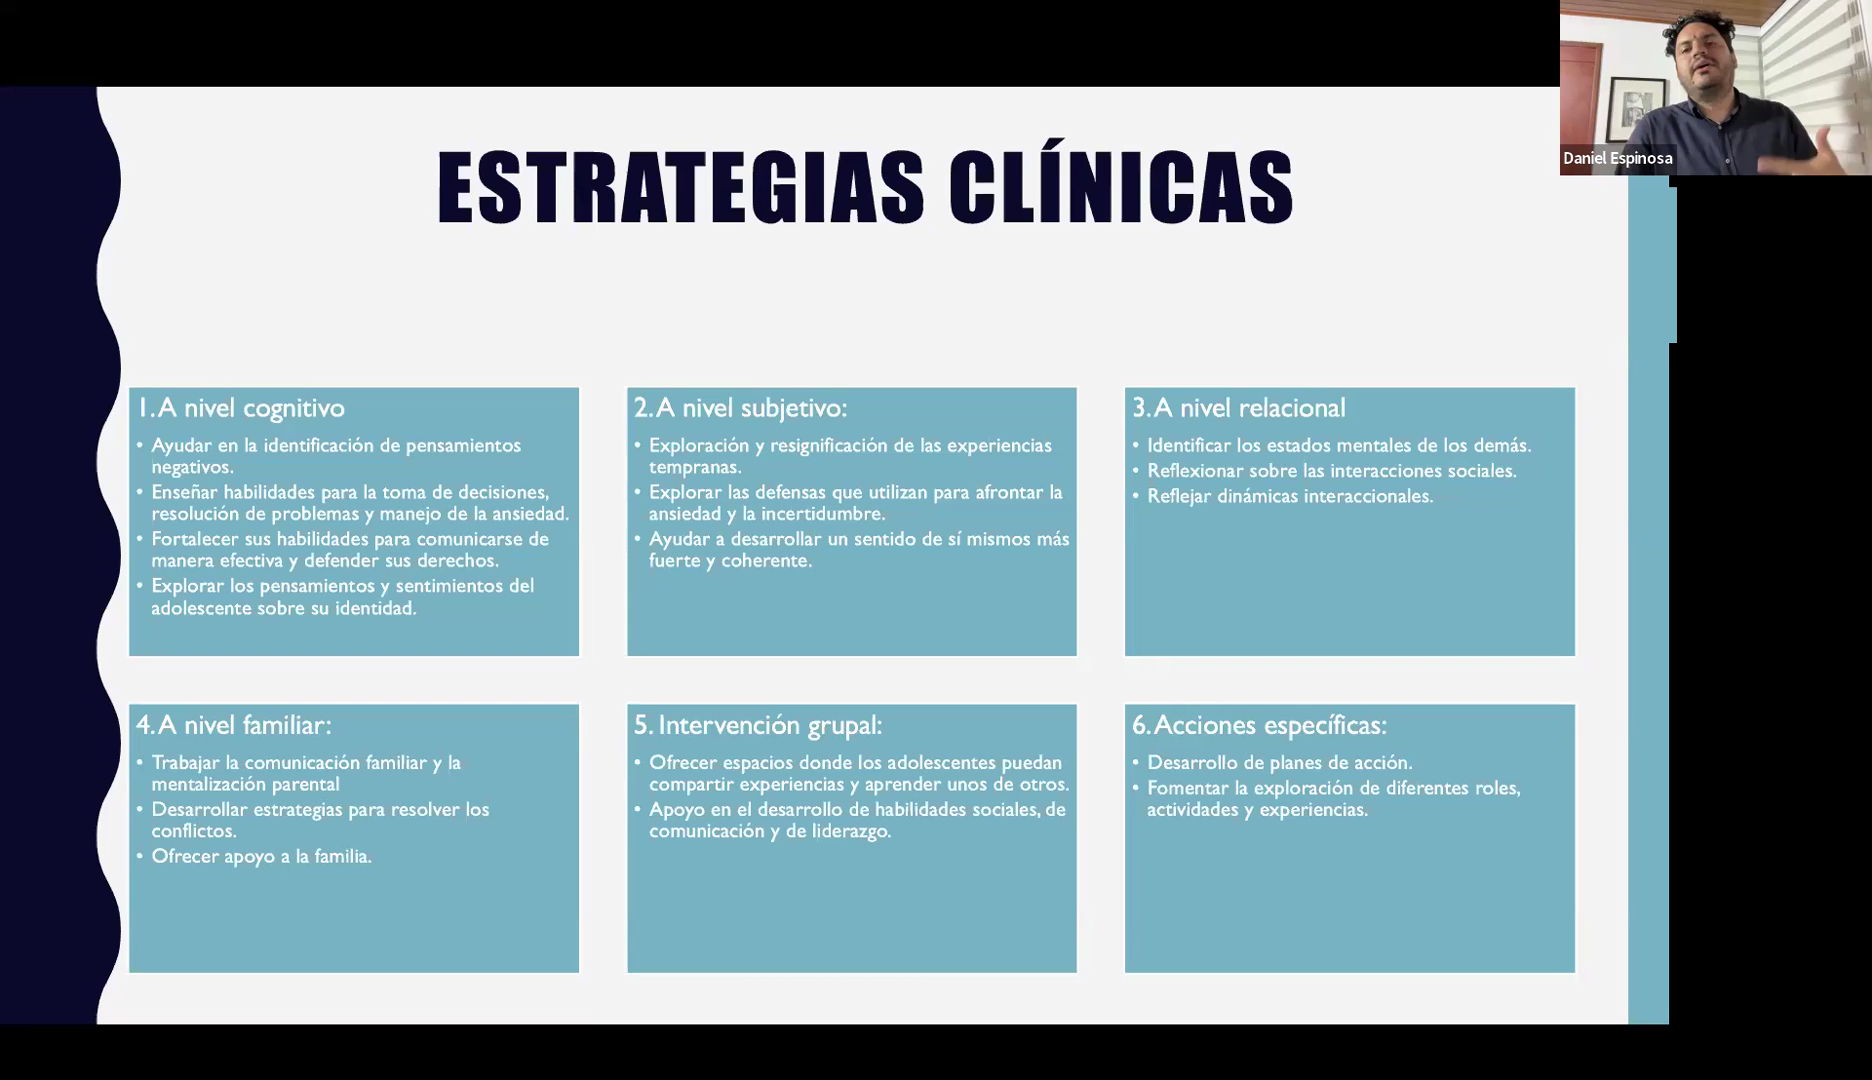 ESTRATEGIAS CLÍNICAS
Daniel Espinosa
1. A nivel cognitivo
• Ayudar en la identificación de pensamientos
negativos.
• Enseñar habilidades para la toma de decisiones,
resolución de problemas y manejo de la ansiedad.
• Fortalecer sus habilidades para comunicarse de
manera efectiva y defender sus derechos.
• Explorar los pensamientos y sentimientos del
adolescente sobre su identidad.
2. A nivel subjetivo:
• Exploración y resignificación de las experiencias
tempranas.
• Explorar las defensas que utilizan para afrontar la
ansiedad y la incertidumbre.
• Ayudar a desarrollar un sentido de sí mismos más
fuerte y coherente.
3. A nivel relacional
• Identificar los estados mentales de los demás.
• Reflexionar sobre las interacciones sociales.
• Reflejar dinámicas interaccionales.
4. A nivel familiar:
• Trabajar la comunicación familiar y la
mentalización parental
• Desarrollar estrategias para resolver los
conflictos.
• Ofrecer apoyo a la familia.
5. Intervención grupal:
• Ofrecer espacios donde los adolescentes puedan
compartir experiencias y aprender unos de otros.
• Apoyo en el desarrollo de habilidades sociales, de
comunicación y de liderazgo.
6. Acciones específicas:
• Desarrollo de planes de acción.
• Fomentar la exploración de diferentes roles,
actividades y experiencias.